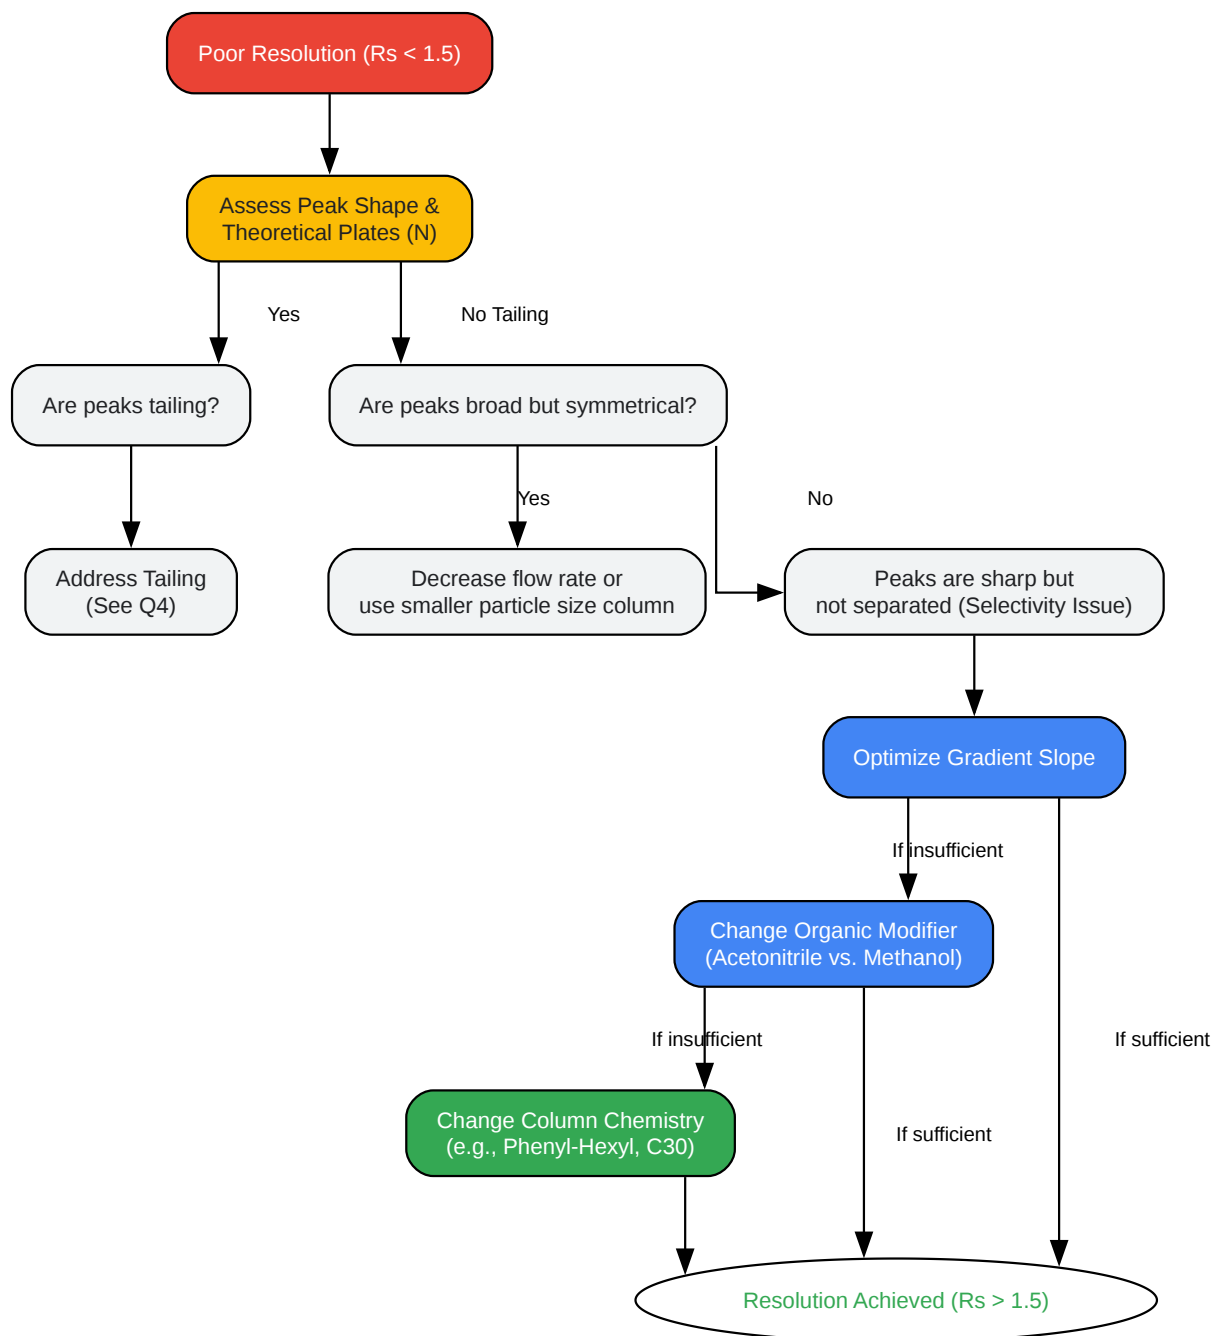 Poor Resolution (Rs < 1.5)
Assess Peak Shape &
Theoretical Plates (N)
Yes
No Tailing
Are peaks tailing?
Are peaks broad but symmetrical?
Yes
No
Address Tailing
(See Q4)
Decrease flow rate or
use smaller particle size column
Peaks are sharp but
not separated (Selectivity Issue)
Optimize Gradient Slope
If insufficient
Change Organic Modifier
(Acetonitrile vs. Methanol)
If insufficient
If sufficient
Change Column Chemistry
(e.g., Phenyl-Hexyl, C30)
If sufficient
Resolution Achieved (Rs > 1.5)